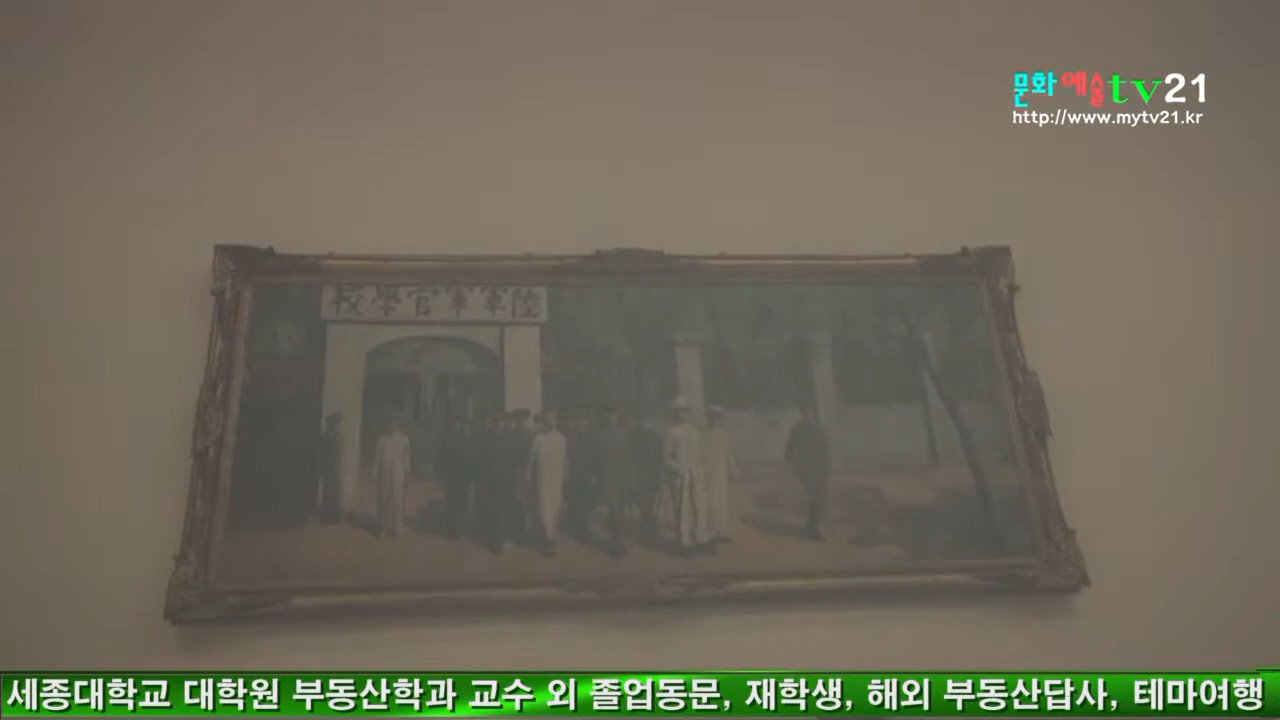 문화예술tv21
http://www.mytv21.kr
校學官軍軍陸
세종대학교 대학원 부동산학과 교수 외 졸업동문, 재학생, 해외 부동산답사, 테마여행